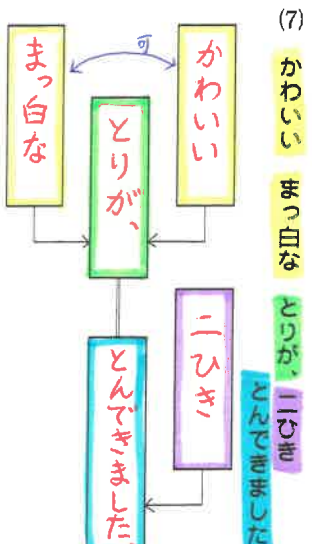 (7)
かわいい まっ白な とりが、二ひき
とんできました
かわいい
可
まっ白な
とりが、
二ひき
とんできました。